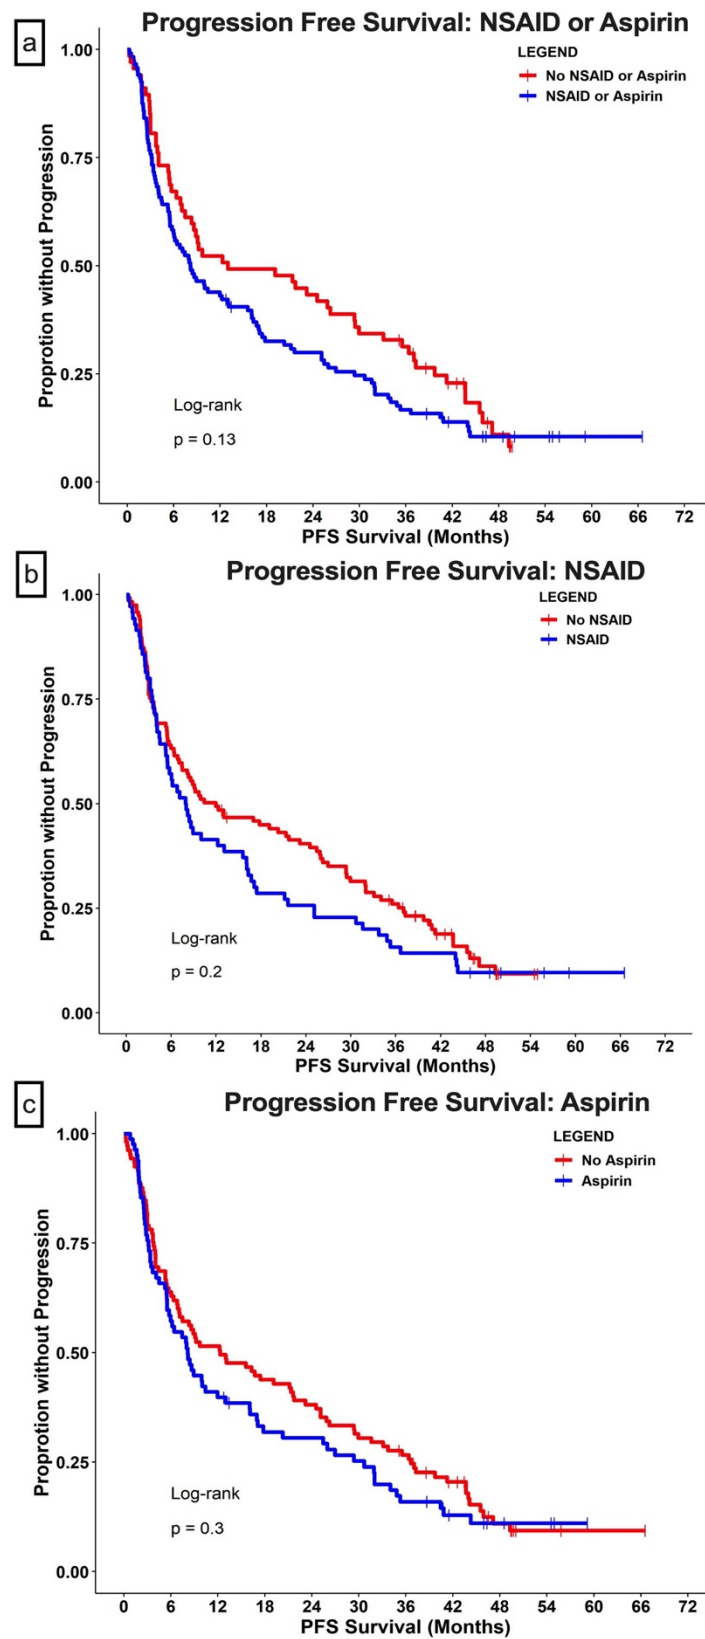 a
Progression Free Survival: NSAID or Aspirin
LEGEND
No NSAID or Aspirin
NSAID or Aspirin
Proprotion without Progression
1.00
0.75
0.50
0.25
0.00
Log-rank
p = 0.13
0 6 12 18 24 30 36 42 48 54 60 66 72
PFS Survival (Months)
b
Progression Free Survival: NSAID
LEGEND
No NSAID
NSAID
Proprotion without Progression
1.00
0.75
0.50
0.25
0.00
Log-rank
p = 0.2
0 6 12 18 24 30 36 42 48 54 60 66 72
PFS Survival (Months)
c
Progression Free Survival: Aspirin
LEGEND
No Aspirin
Aspirin
Proprotion without Progression
1.00
0.75
0.50
0.25
0.00
Log-rank
p = 0.3
0 6 12 18 24 30 36 42 48 54 60 66 72
PFS Survival (Months)